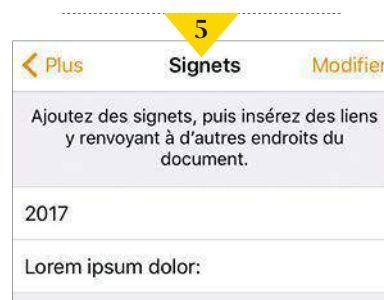 5
Plus Signets Modifier
Ajoutez des signets, puis insérez des liens
y renvoyant à d'autres endroits du
document.
2017
Lorem ipsum dolor: